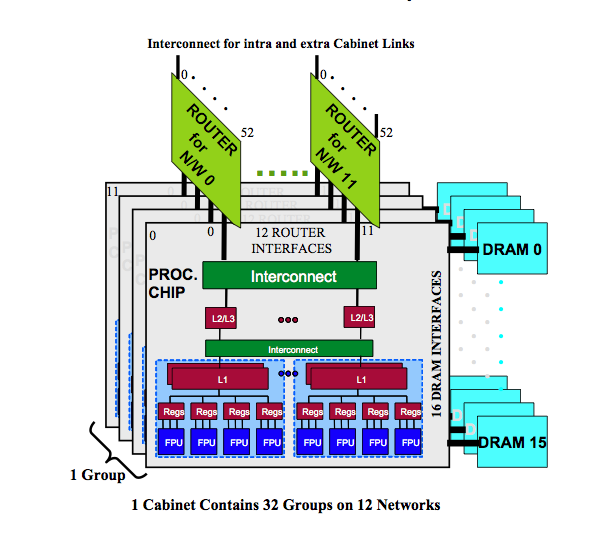 Interconnect for intra and extra Cabinet Links
0
0
52
52
ROUTER
for
N/W 0
ROUTER
for
N/W 11
11
0
0
12 ROUTER
INTERFACES
11
DRAM 0
PROC.
CHIP
Interconnect
L2/L3
L2/L3
Interconnect
16 DRAM INTERFACES
L1
L1
Regs Regs Regs Regs
Regs Regs Regs Regs
FPU FPU FPU FPU
FPU FPU FPU FPU
DRAM 15
1 Group
1 Cabinet Contains 32 Groups on 12 Networks